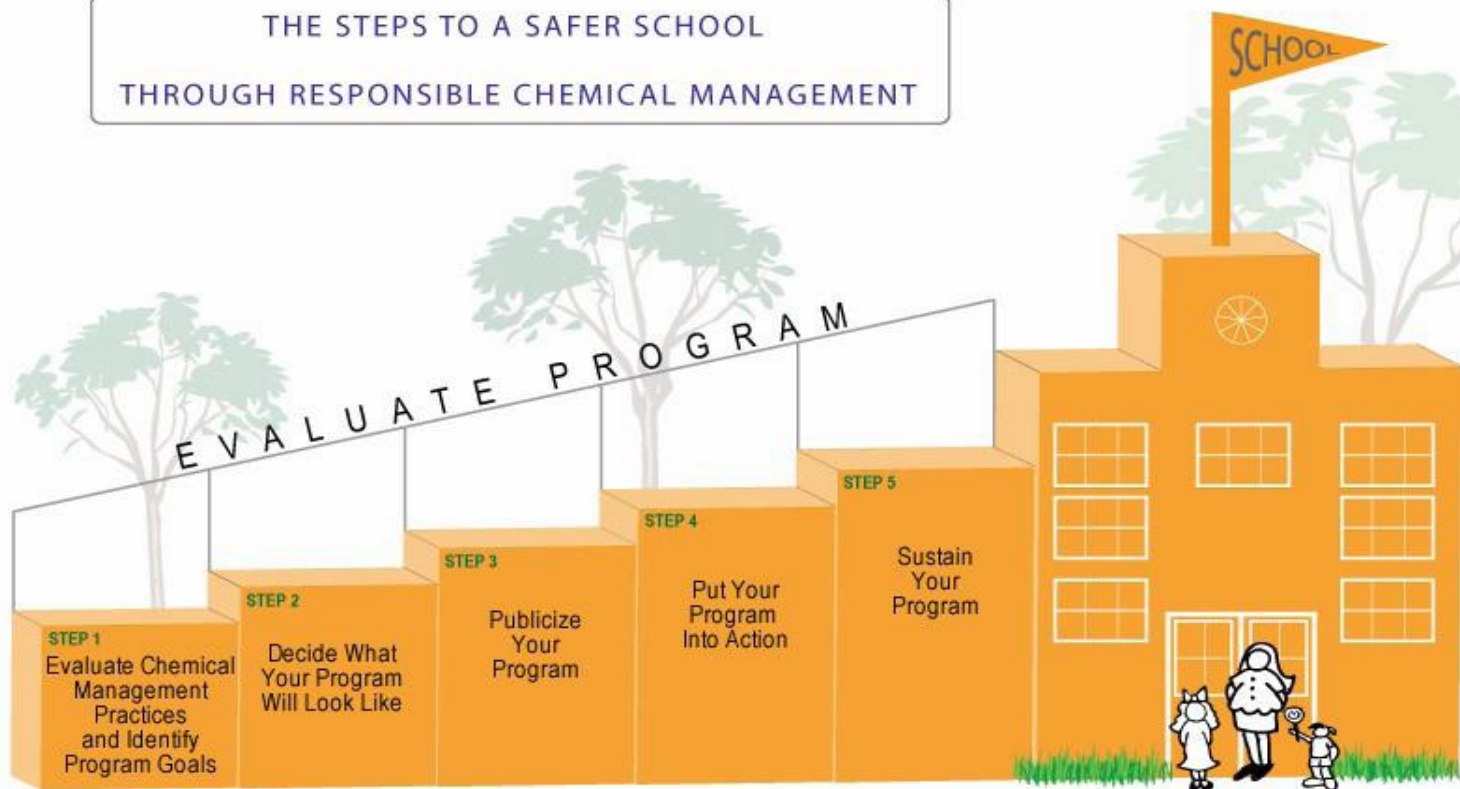 THE STEPS TO A SAFER SCHOOL
THROUGH RESPONSIBLE CHEMICAL MANAGEMENT
SCHOOL
EVALUATE PROGRAM
STEP 1
Evaluate Chemical
Management
Practices
and Identify
Program Goals
STEP 2
Decide What
Your Program
Will Look Like
STEP 3
Publicize
Your
Program
STEP 4
Put Your
Program
Into Action
STEP 5
Sustain
Your
Program